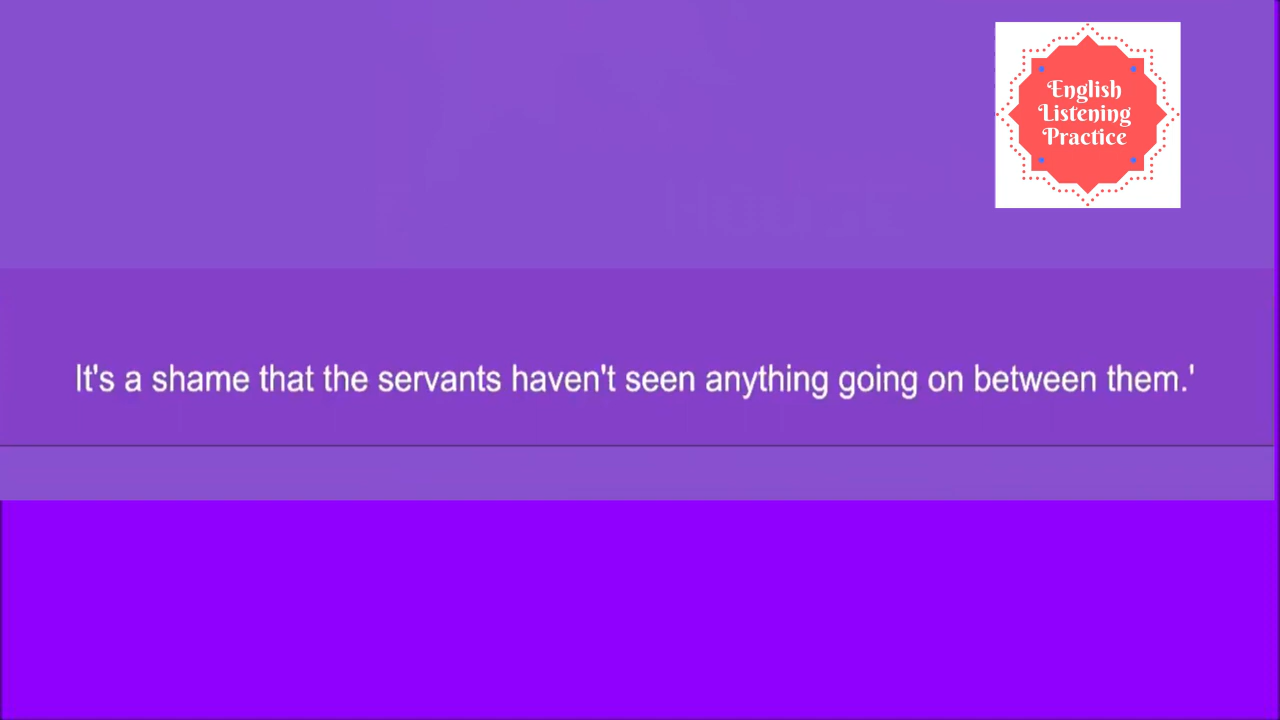 English
Listening
Practice
It's a shame that the servants haven't seen anything going on between them.'